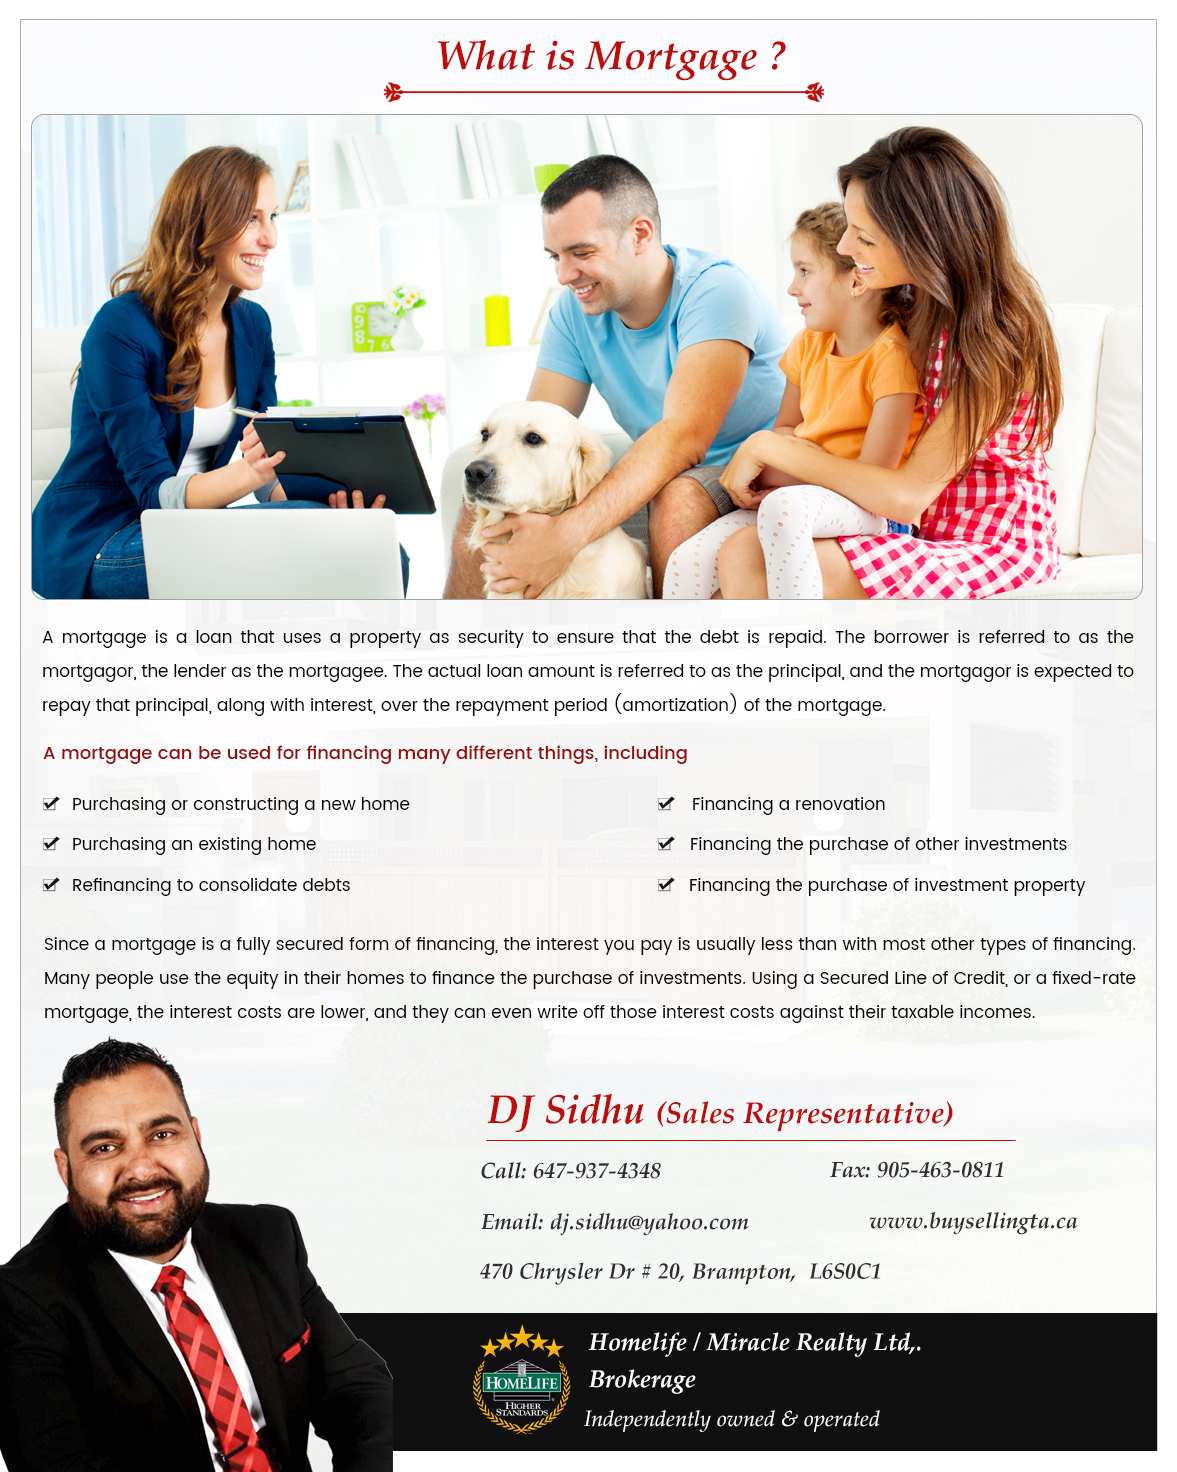 What is Mortgage ?
A mortgage is a loan that uses a property as security to ensure that the debt is repaid. The borrower is referred to as the
mortgagor, the lender as the mortgagee. The actual loan amount is referred to as the principal, and the mortgagor is expected to
repay that principal, along with interest, over the repayment period (amortization) of the mortgage.
A mortgage can be used for financing many different things, including
Purchasing or constructing a new home
Financing a renovation
Purchasing an existing home
Financing the purchase of other investments
Refinancing to consolidate debts
Financing the purchase of investment property
Since a mortgage is a fully secured form of financing, the interest you pay is usually less than with most other types of financing.
Many people use the equity in their homes to finance the purchase of investments. Using a Secured Line of Credit, or a fixed-rate
mortgage, the interest costs are lower, and they can even write off those interest costs against their taxable incomes.
DJ Sidhu (Sales Representative)
Call: 647-937-4348
Fax: 905-463-0811
Email: dj.sidhu@yahoo.com
www.buysellingta.ca
470 Chrysler Dr # 20, Brampton, L6S0C1
Homelife / Miracle Realty Ltd,.
Brokerage
Independently owned & operated
HOMELIFE
HIGHER
STANDARDS